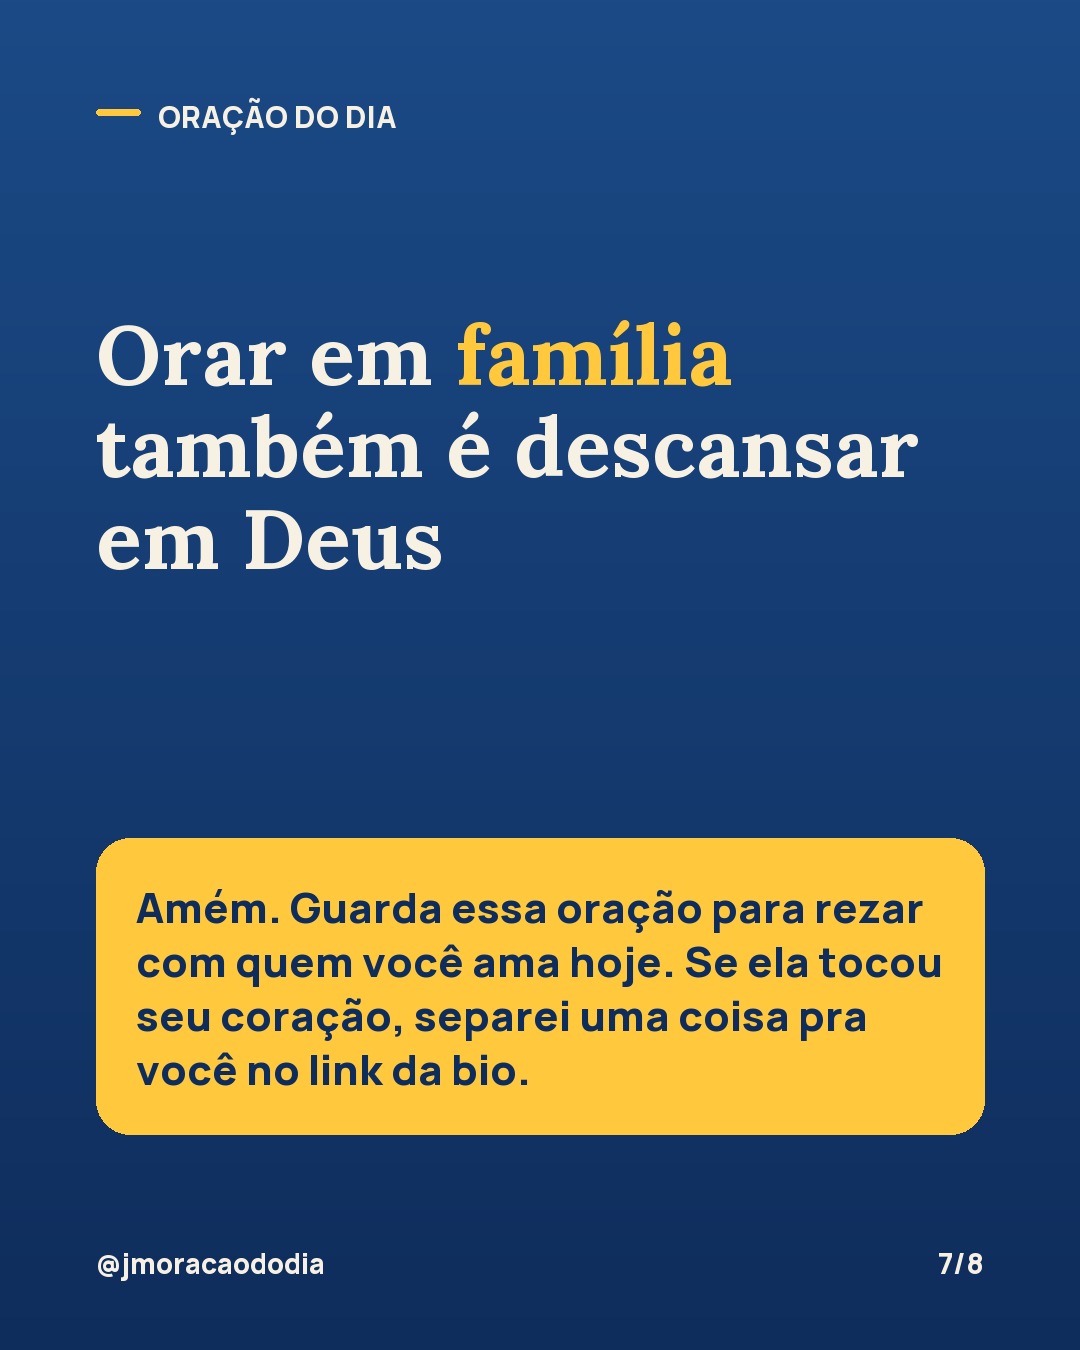 ORAÇÃO DO DIA
Orar em família
também é descansar
em Deus
Amém. Guarda essa oração para rezar
com quem você ama hoje. Se ela tocou
seu coração, separei uma coisa pra
você no link da bio.
@jmoracaododia
7/8